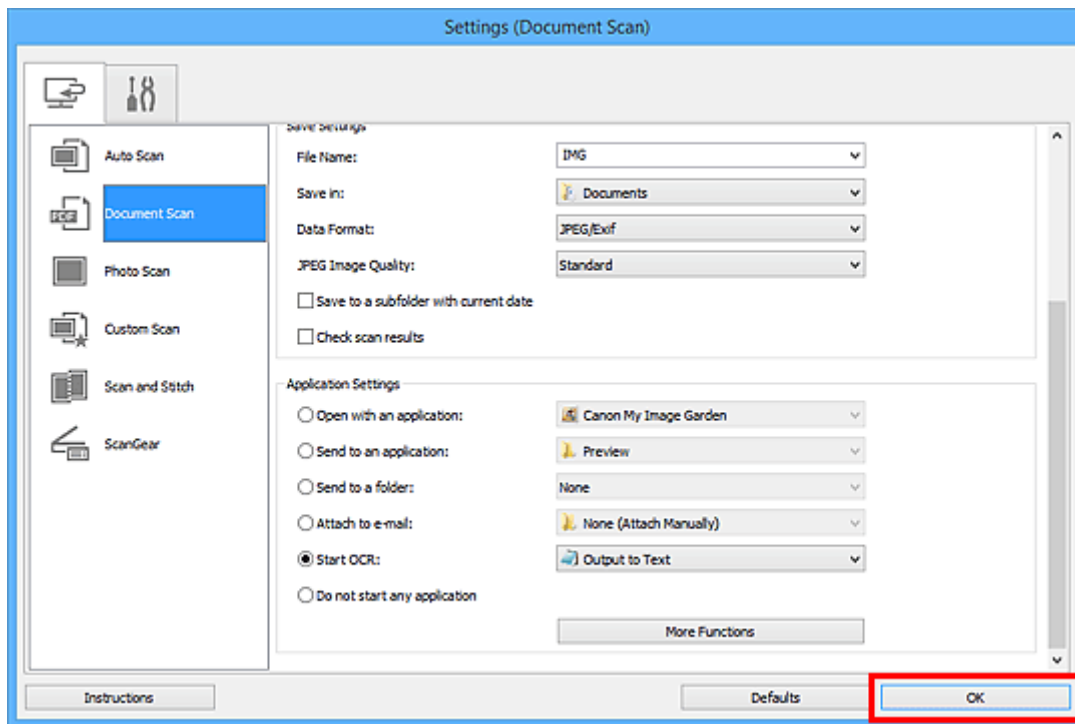 Settings (Document Scan)
Auto Scan
PDF
Document Scan
Photo Scan
Custom Scan
Scan and Stitch
ScanGear
Save Settings
File Name: IMG
Save in: Documents
Data Format: JPEG/Exif
JPEG Image Quality: Standard
Save to a subfolder with current date
Check scan results
Application Settings
Open with an application: Canon My Image Garden
Send to an application: Preview
Send to a folder: None
Attach to e-mail: None (Attach Manually)
Start OCR: Output to Text
Do not start any application
More Functions
Instructions Defaults OK